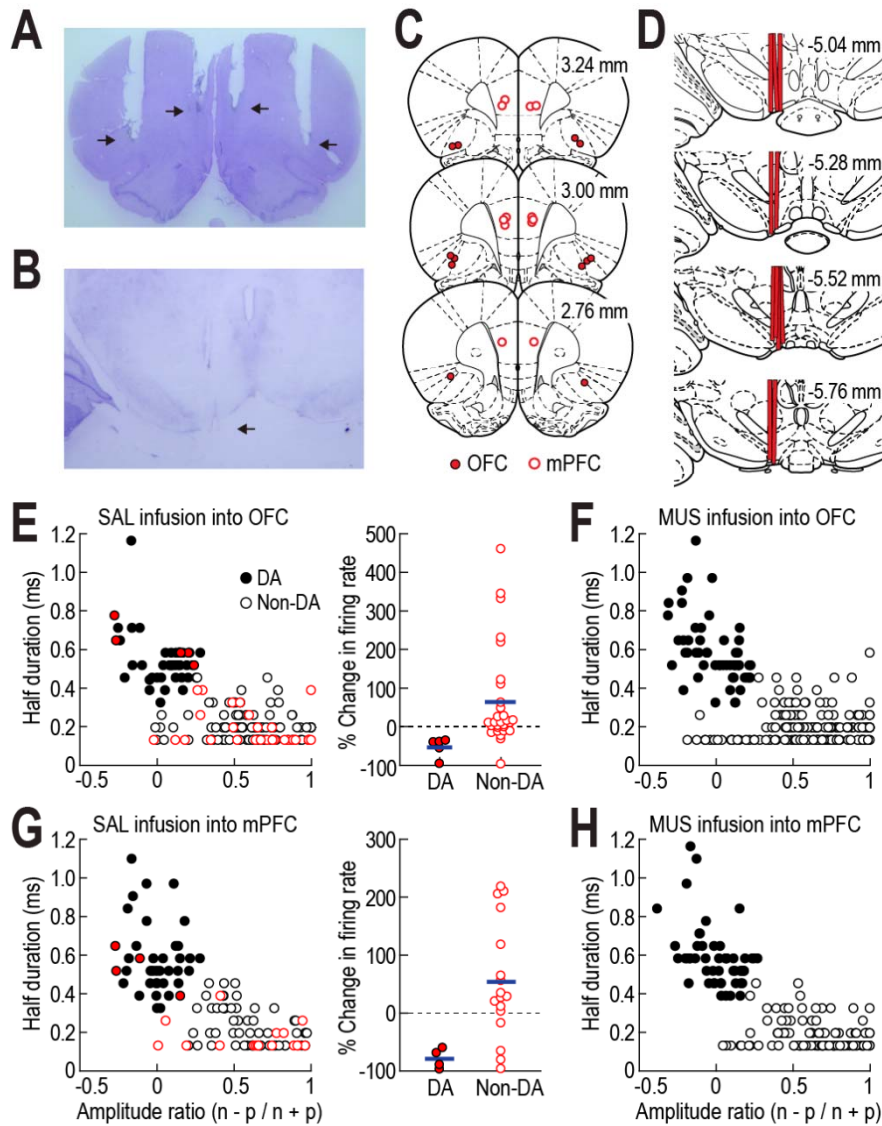 A
B
C
3.24 mm
3.00 mm
2.76 mm
OFC mPFC
D
-5.04 mm
-5.28 mm
-5.52 mm
-5.76 mm
E
SAL infusion into OFC
DA
Non-DA
Half duration (ms)
1.2
1.0
0.8
0.6
0.4
0.2
0
-0.5 0 0.5 1
% Change in firing rate
500
400
300
200
100
0
-100
DA Non-DA
F
MUS infusion into OFC
Half duration (ms)
1.2
1.0
0.8
0.6
0.4
0.2
0
-0.5 0 0.5 1
G
SAL infusion into mPFC
Half duration (ms)
1.2
1.0
0.8
0.6
0.4
0.2
0
-0.5 0 0.5 1
Amplitude ratio (n - p / n + p)
% Change in firing rate
300
200
100
0
-100
DA Non-DA
H
MUS infusion into mPFC
Half duration (ms)
1.2
1.0
0.8
0.6
0.4
0.2
0
-0.5 0 0.5 1
Amplitude ratio (n - p / n + p)